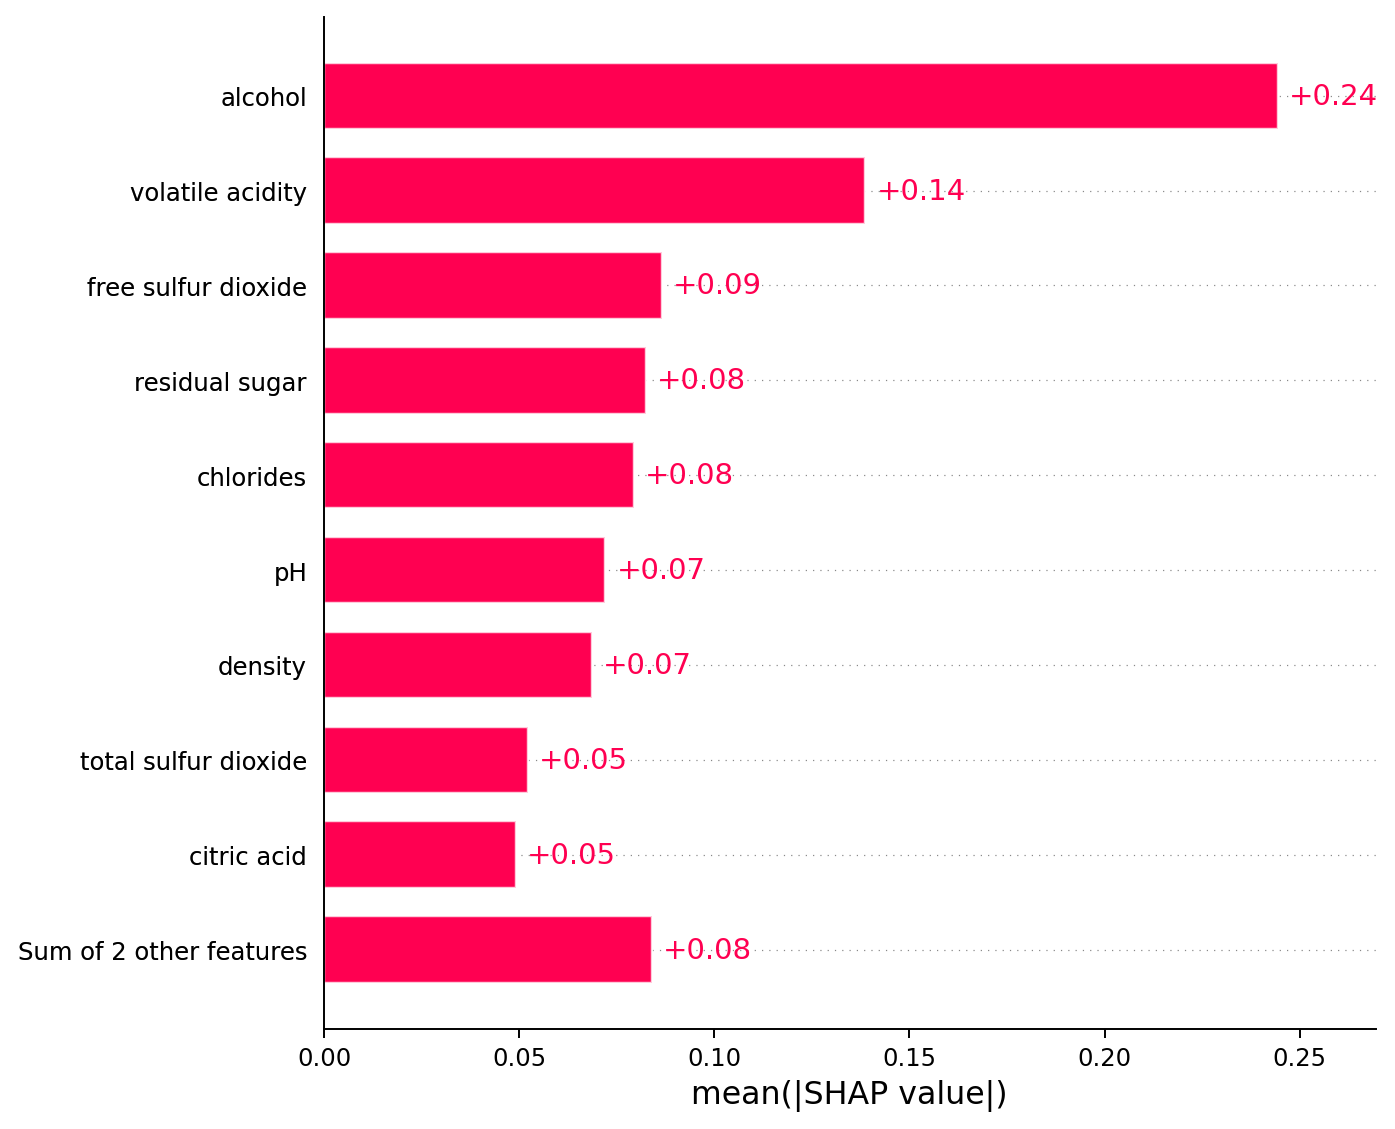 alcohol +0.24
volatile acidity +0.14
free sulfur dioxide +0.09
residual sugar +0.08
chlorides +0.08
pH +0.07
density +0.07
total sulfur dioxide +0.05
citric acid +0.05
Sum of 2 other features +0.08
0.00 0.05 0.10 0.15 0.20 0.25
mean(|SHAP value|)